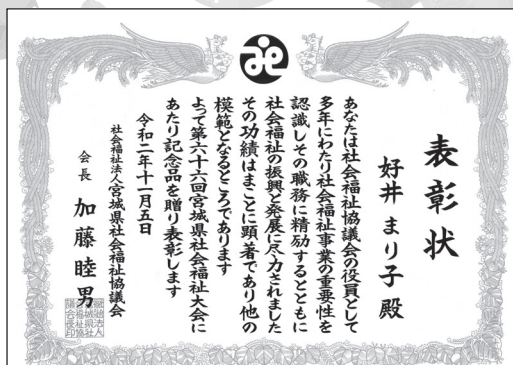 表彰状
好井まり子殿
あなたは社会福祉協議会の役員として
多年にわたり社会福祉事業の重要性を
認識しその職務に精励するとともに
社会福祉の振興と発展に尽力されました
その功績はまことに顕著であり他の
模範となるところであります
よって第六十六回宮城県社会福祉大会に
あたり記念品を贈り表彰します
令和二年十一月五日
社会福祉法人宮城県社会福祉協議会
会長 加藤睦男